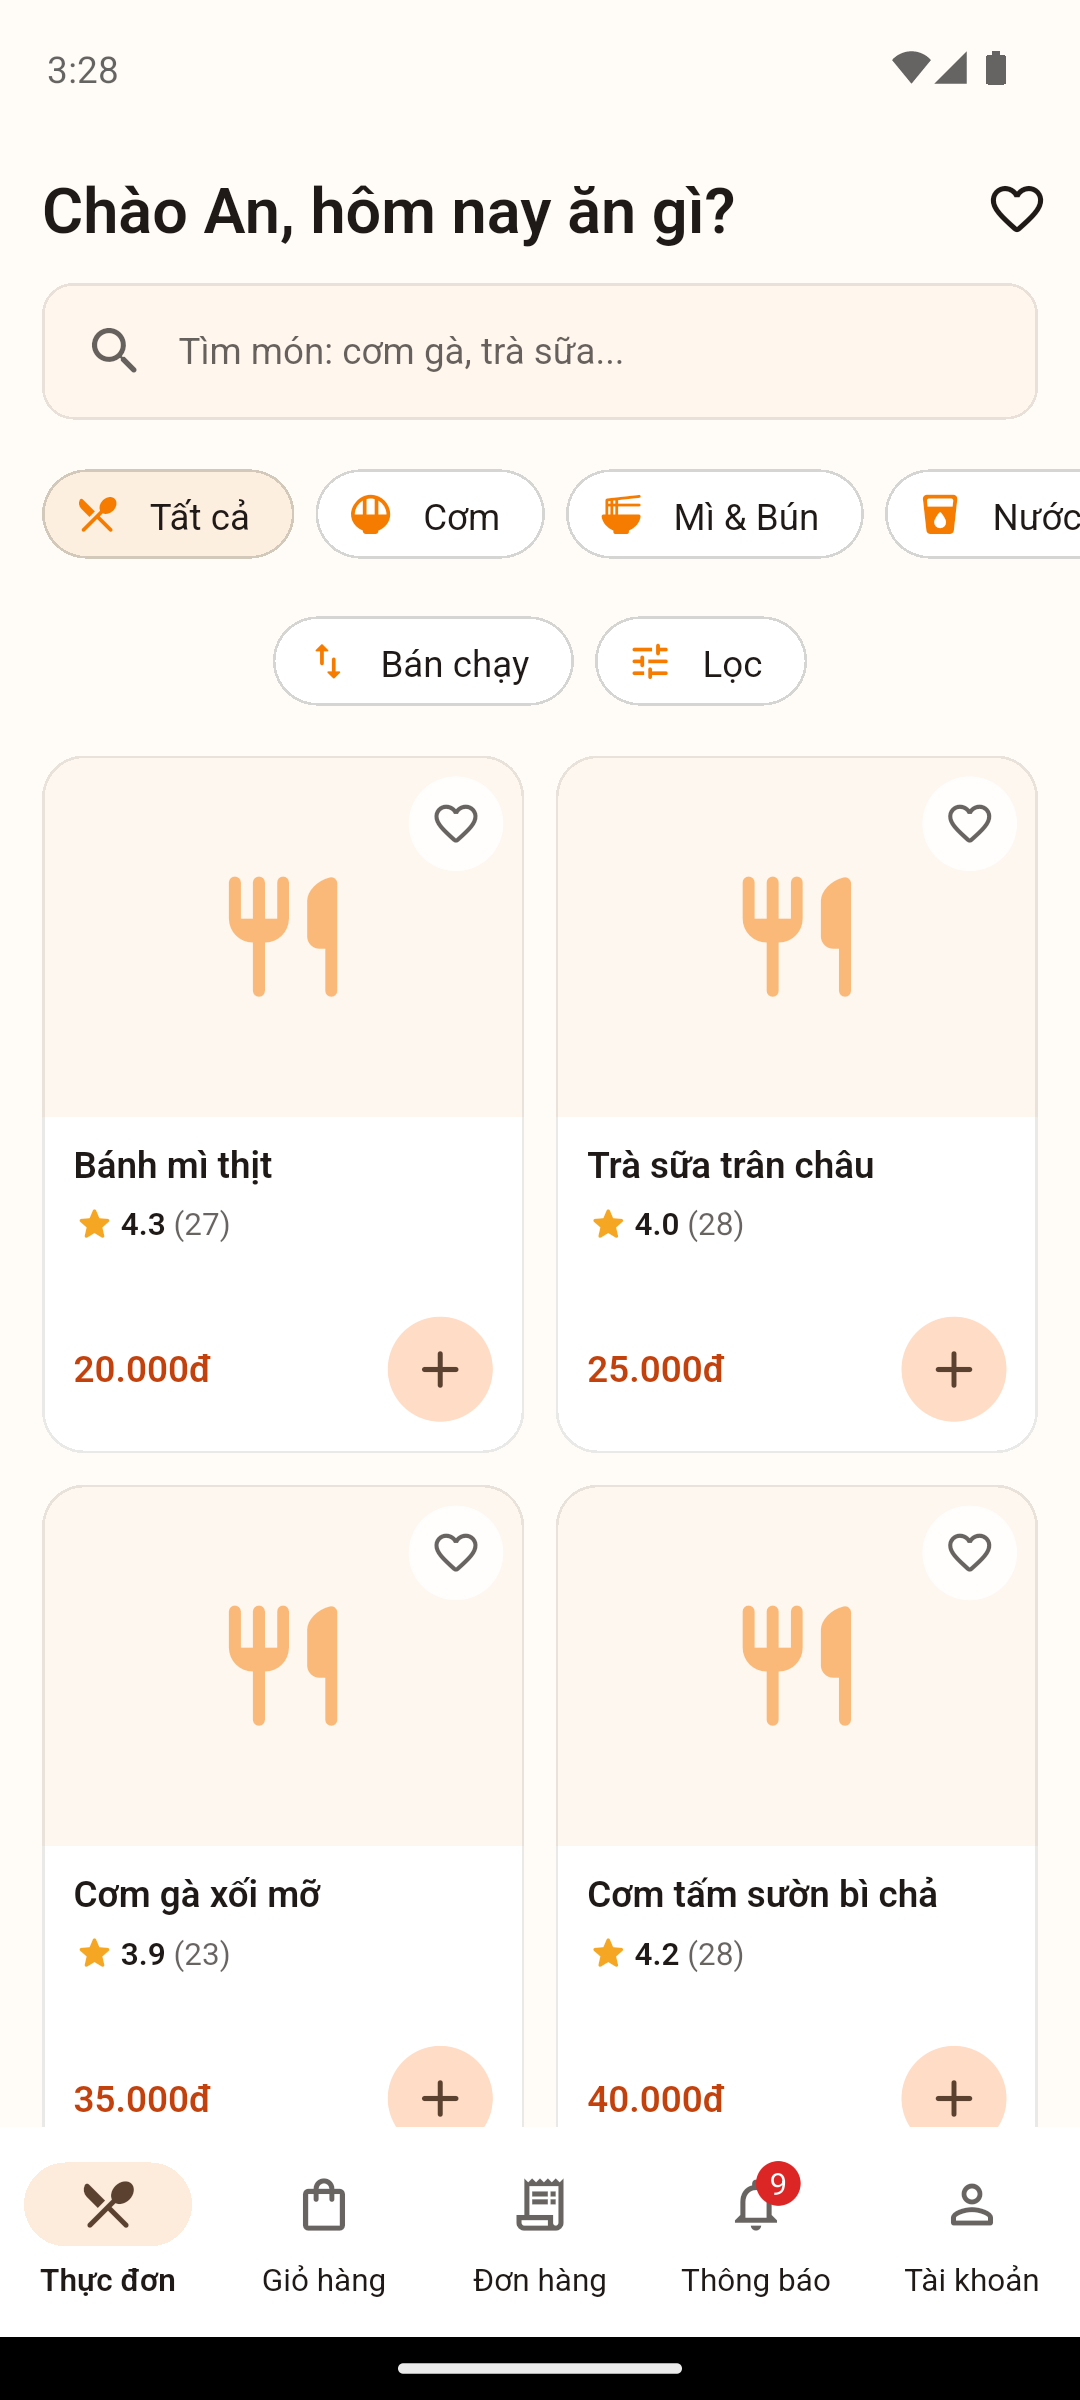 3:28
Chào An, hôm nay ăn gì?
Tìm món: cơm gà, trà sữa...
Tất cả
Cơm
Mì & Bún
Nước
Bán chạy
Lọc
Bánh mì thịt
4.3 (27)
20.000đ
Trà sữa trân châu
4.0 (28)
25.000đ
Cơm gà xối mỡ
3.9 (23)
35.000đ
Cơm tấm sườn bì chả
4.2 (28)
40.000đ
9
Thực đơn
Giỏ hàng
Đơn hàng
Thông báo
Tài khoản